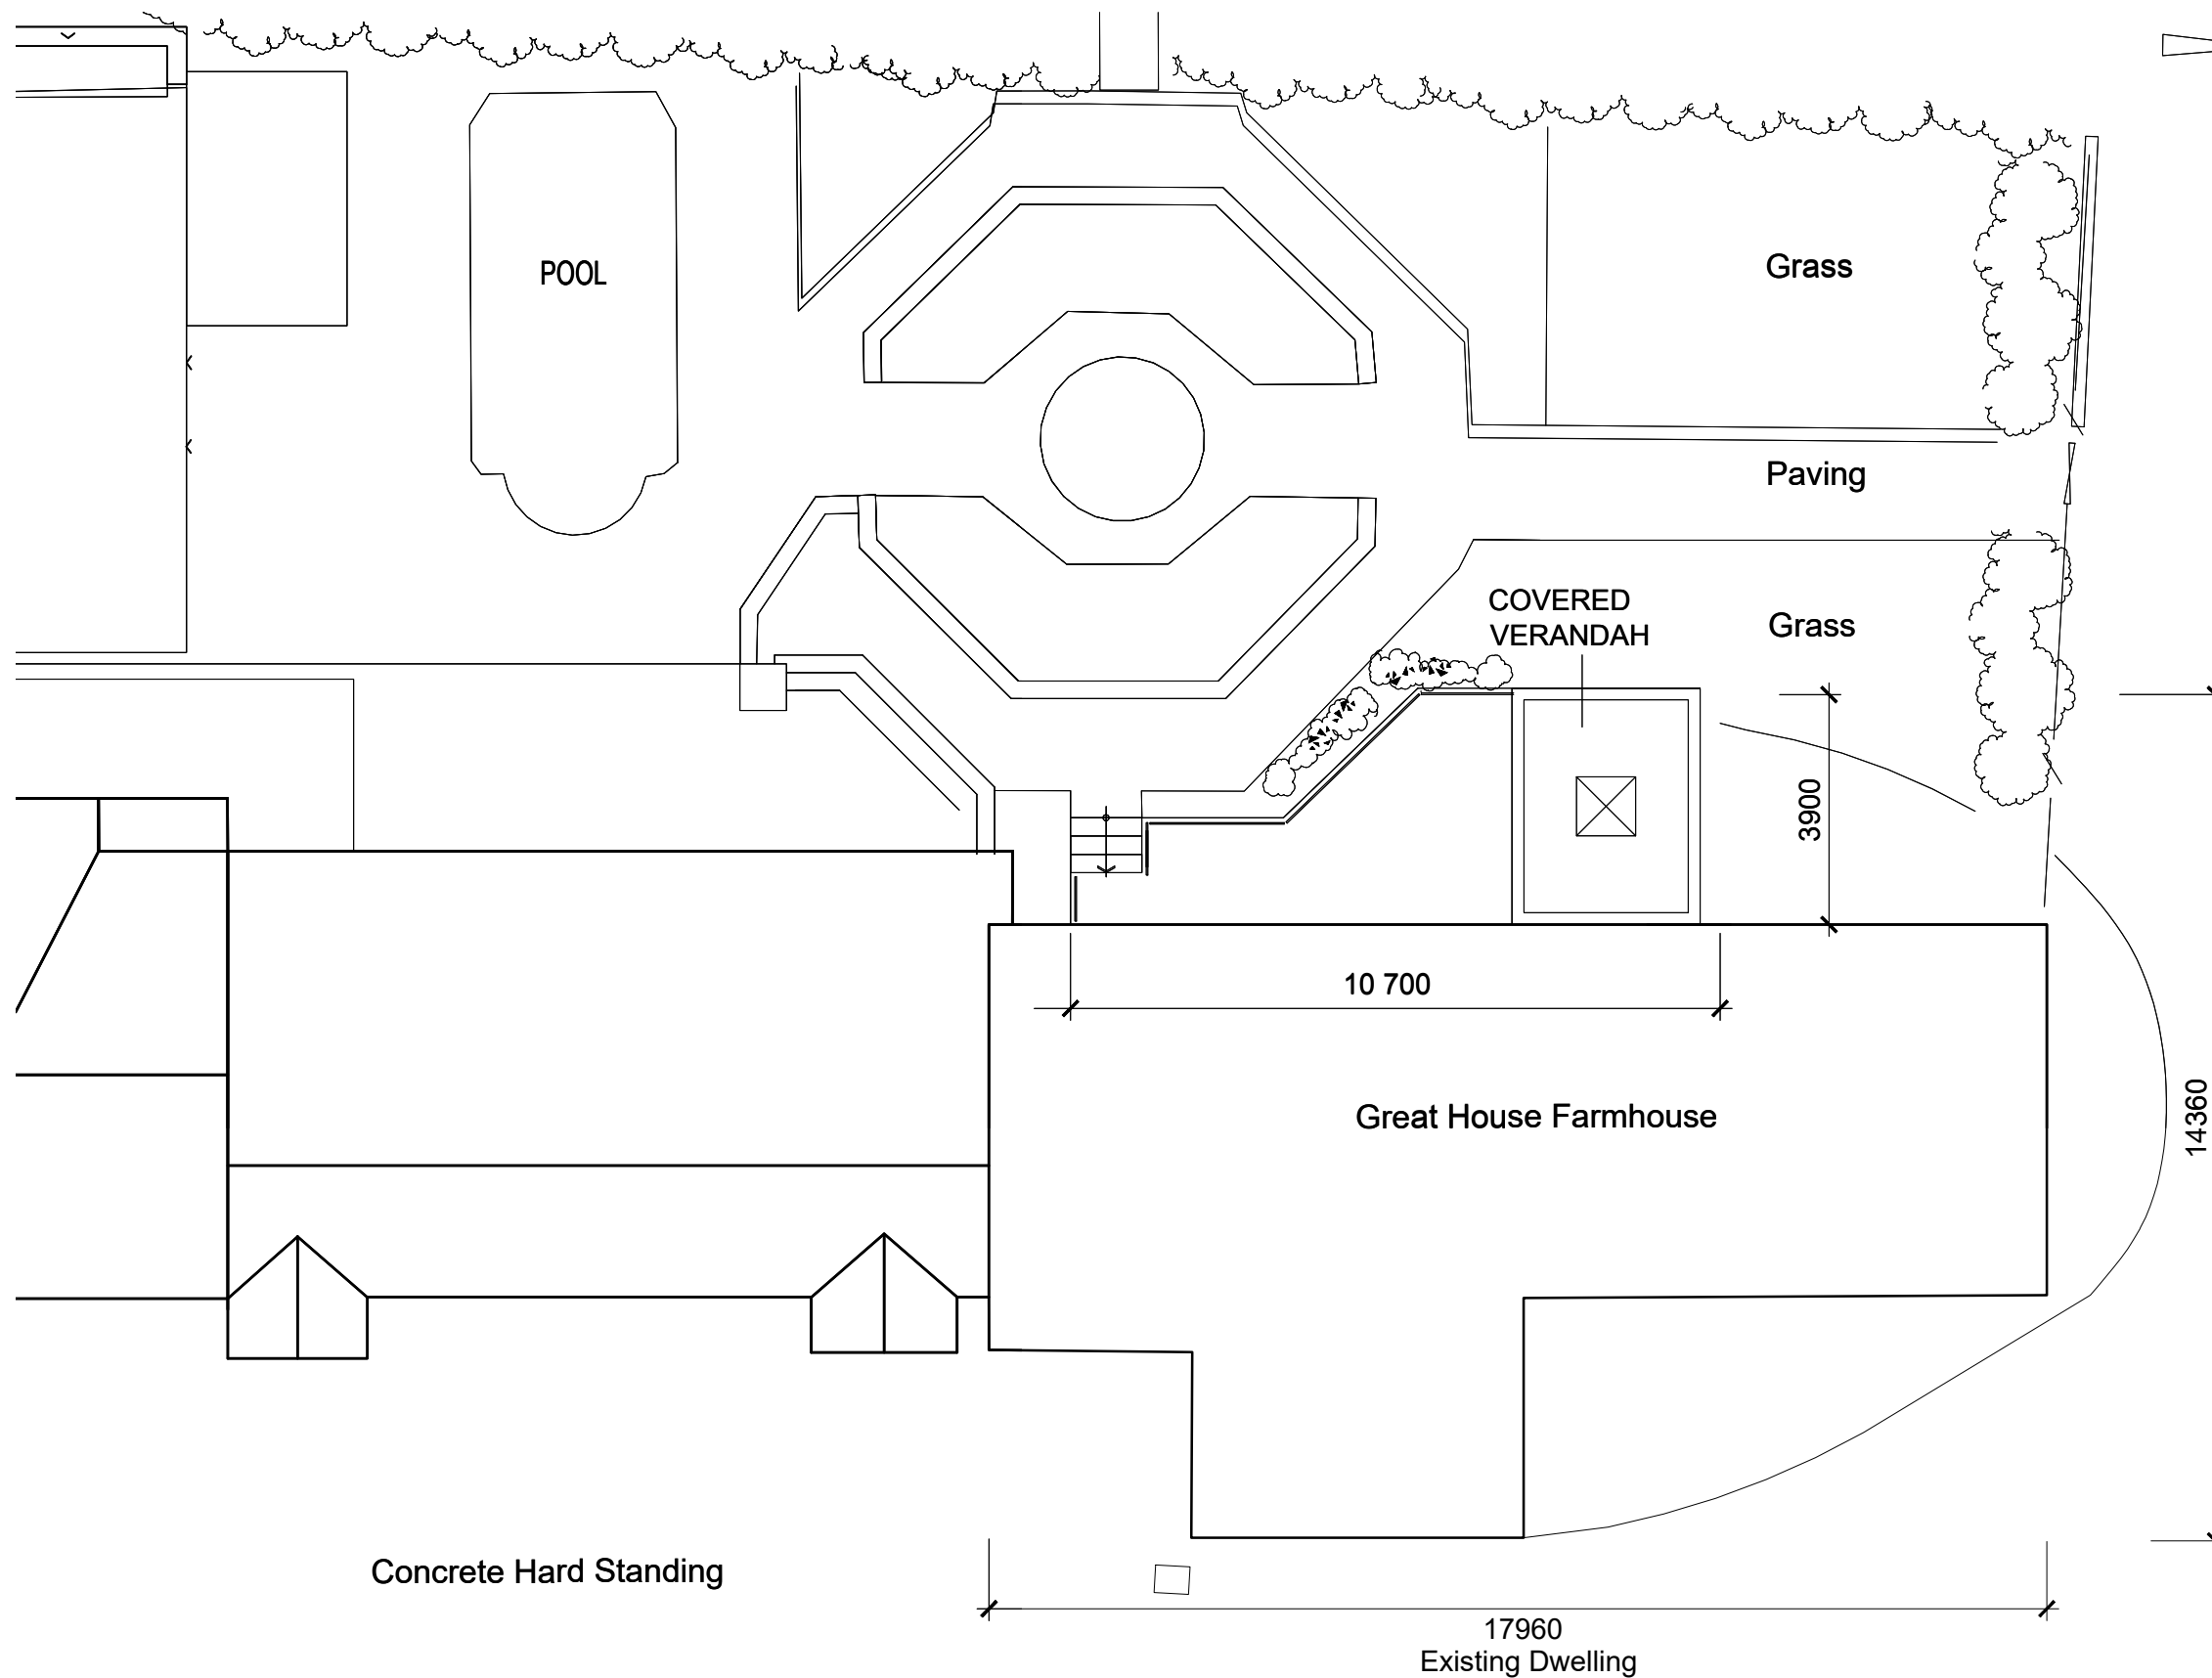 POOL
Grass
Paving
COVERED
VERANDAH
Grass
3900
10 700
Great House Farmhouse
14360
Concrete Hard Standing
17960
Existing Dwelling